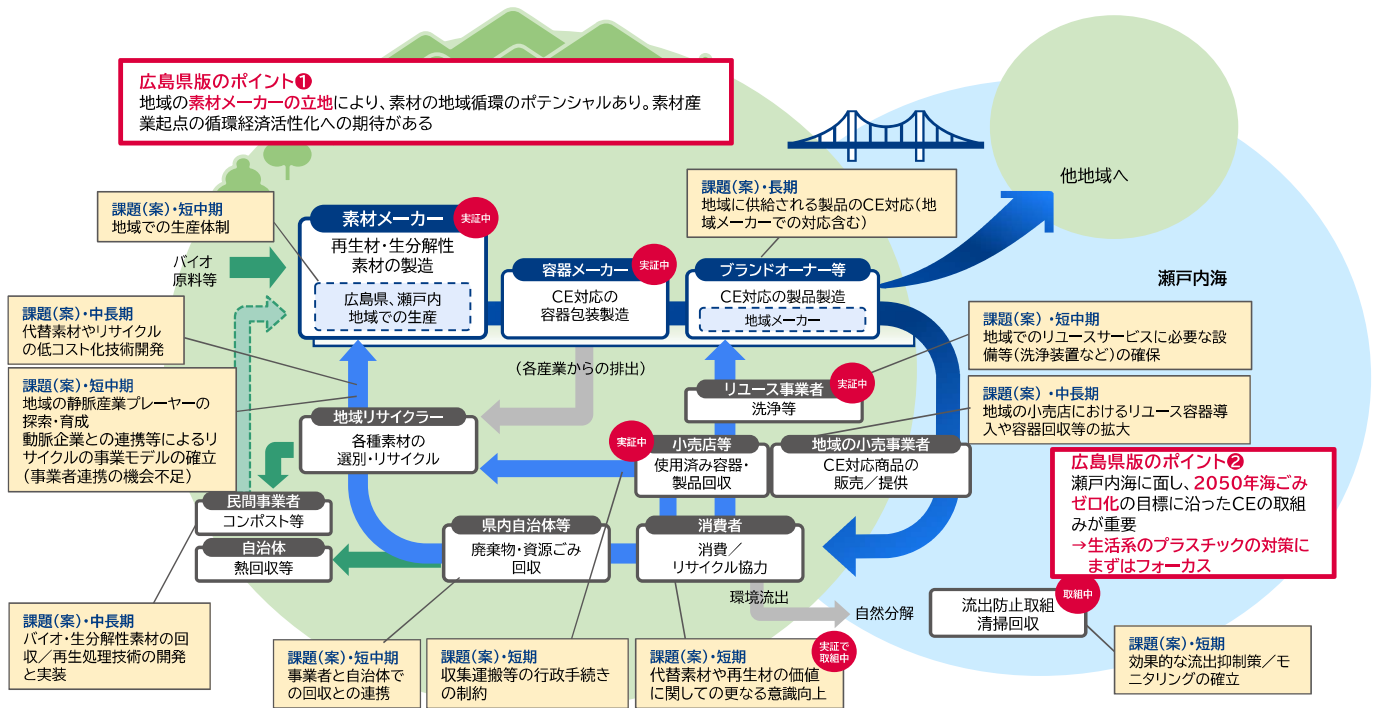 広島県版のポイント❶
地域の素材メーカーの立地により、素材の地域循環のポテンシャルあり。素材産
業起点の循環経済活性化への期待がある
他地域へ
瀬戸内海
課題(案)・短中期
地域での生産体制
バイオ
原料等
素材メーカー
実証中
再生材・生分解性
素材の製造
広島県、瀬戸内
地域での生産
容器メーカー
実証中
CE対応の
容器包装製造
課題(案)・長期
地域に供給される製品のCE対応(地
域メーカーでの対応含む)
ブランドオーナー等
CE対応の製品製造
地域メーカー
課題(案)・中長期
代替素材やリサイクル
の低コスト化技術開発
課題(案)・短中期
地域の静脈産業プレーヤーの
探索・育成
動脈企業との連携等によるリ
サイクルの事業モデルの確立
(事業者連携の機会不足)
(各産業からの排出)
課題(案)・短中期
地域でのリユースサービスに必要な設
備等(洗浄装置など)の確保
リユース事業者
実証中
洗浄等
課題(案)・中長期
地域の小売店におけるリユース容器導
入や容器回収等の拡大
地域リサイクラー
各種素材の
選別・リサイクル
実証中
小売店等
使用済み容器・
製品回収
地域の小売事業者
CE対応商品の
販売/提供
広島県版のポイント❷
瀬戸内海に面し、2050年海ごみ
ゼロ化の目標に沿ったCEの取組
みが重要
→生活系のプラスチックの対策に
まずはフォーカス
民間事業者
コンポスト等
自治体
熱回収等
県内自治体等
廃棄物・資源ごみ
回収
消費者
消費/
リサイクル協力
環境流出
自然分解
取組中
流出防止取組
清掃回収
課題(案)・中長期
バイオ・生分解性素材の回
収/再生処理技術の開発
と実装
課題(案)・短中期
事業者と自治体で
の回収との連携
課題(案)・短期
収集運搬等の行政手続き
の制約
実証で
取組中
課題(案)・短期
代替素材や再生材の価値
に関しての更なる意識向上
課題(案)・短期
効果的な流出抑制策/モ
ニタリングの確立